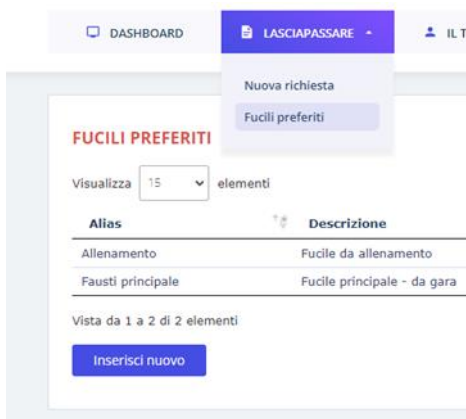 DASHBOARD LASCIAPASSARE IL T
Nuova richiesta
Fucili preferiti
FUCILI PREFERITI
Visualizza 15 elementi
Alias Descrizione
Allenamento Fucile da allenamento
Fausti principale Fucile principale - da gara
Vista da 1 a 2 di 2 elementi
Inserisci nuovo